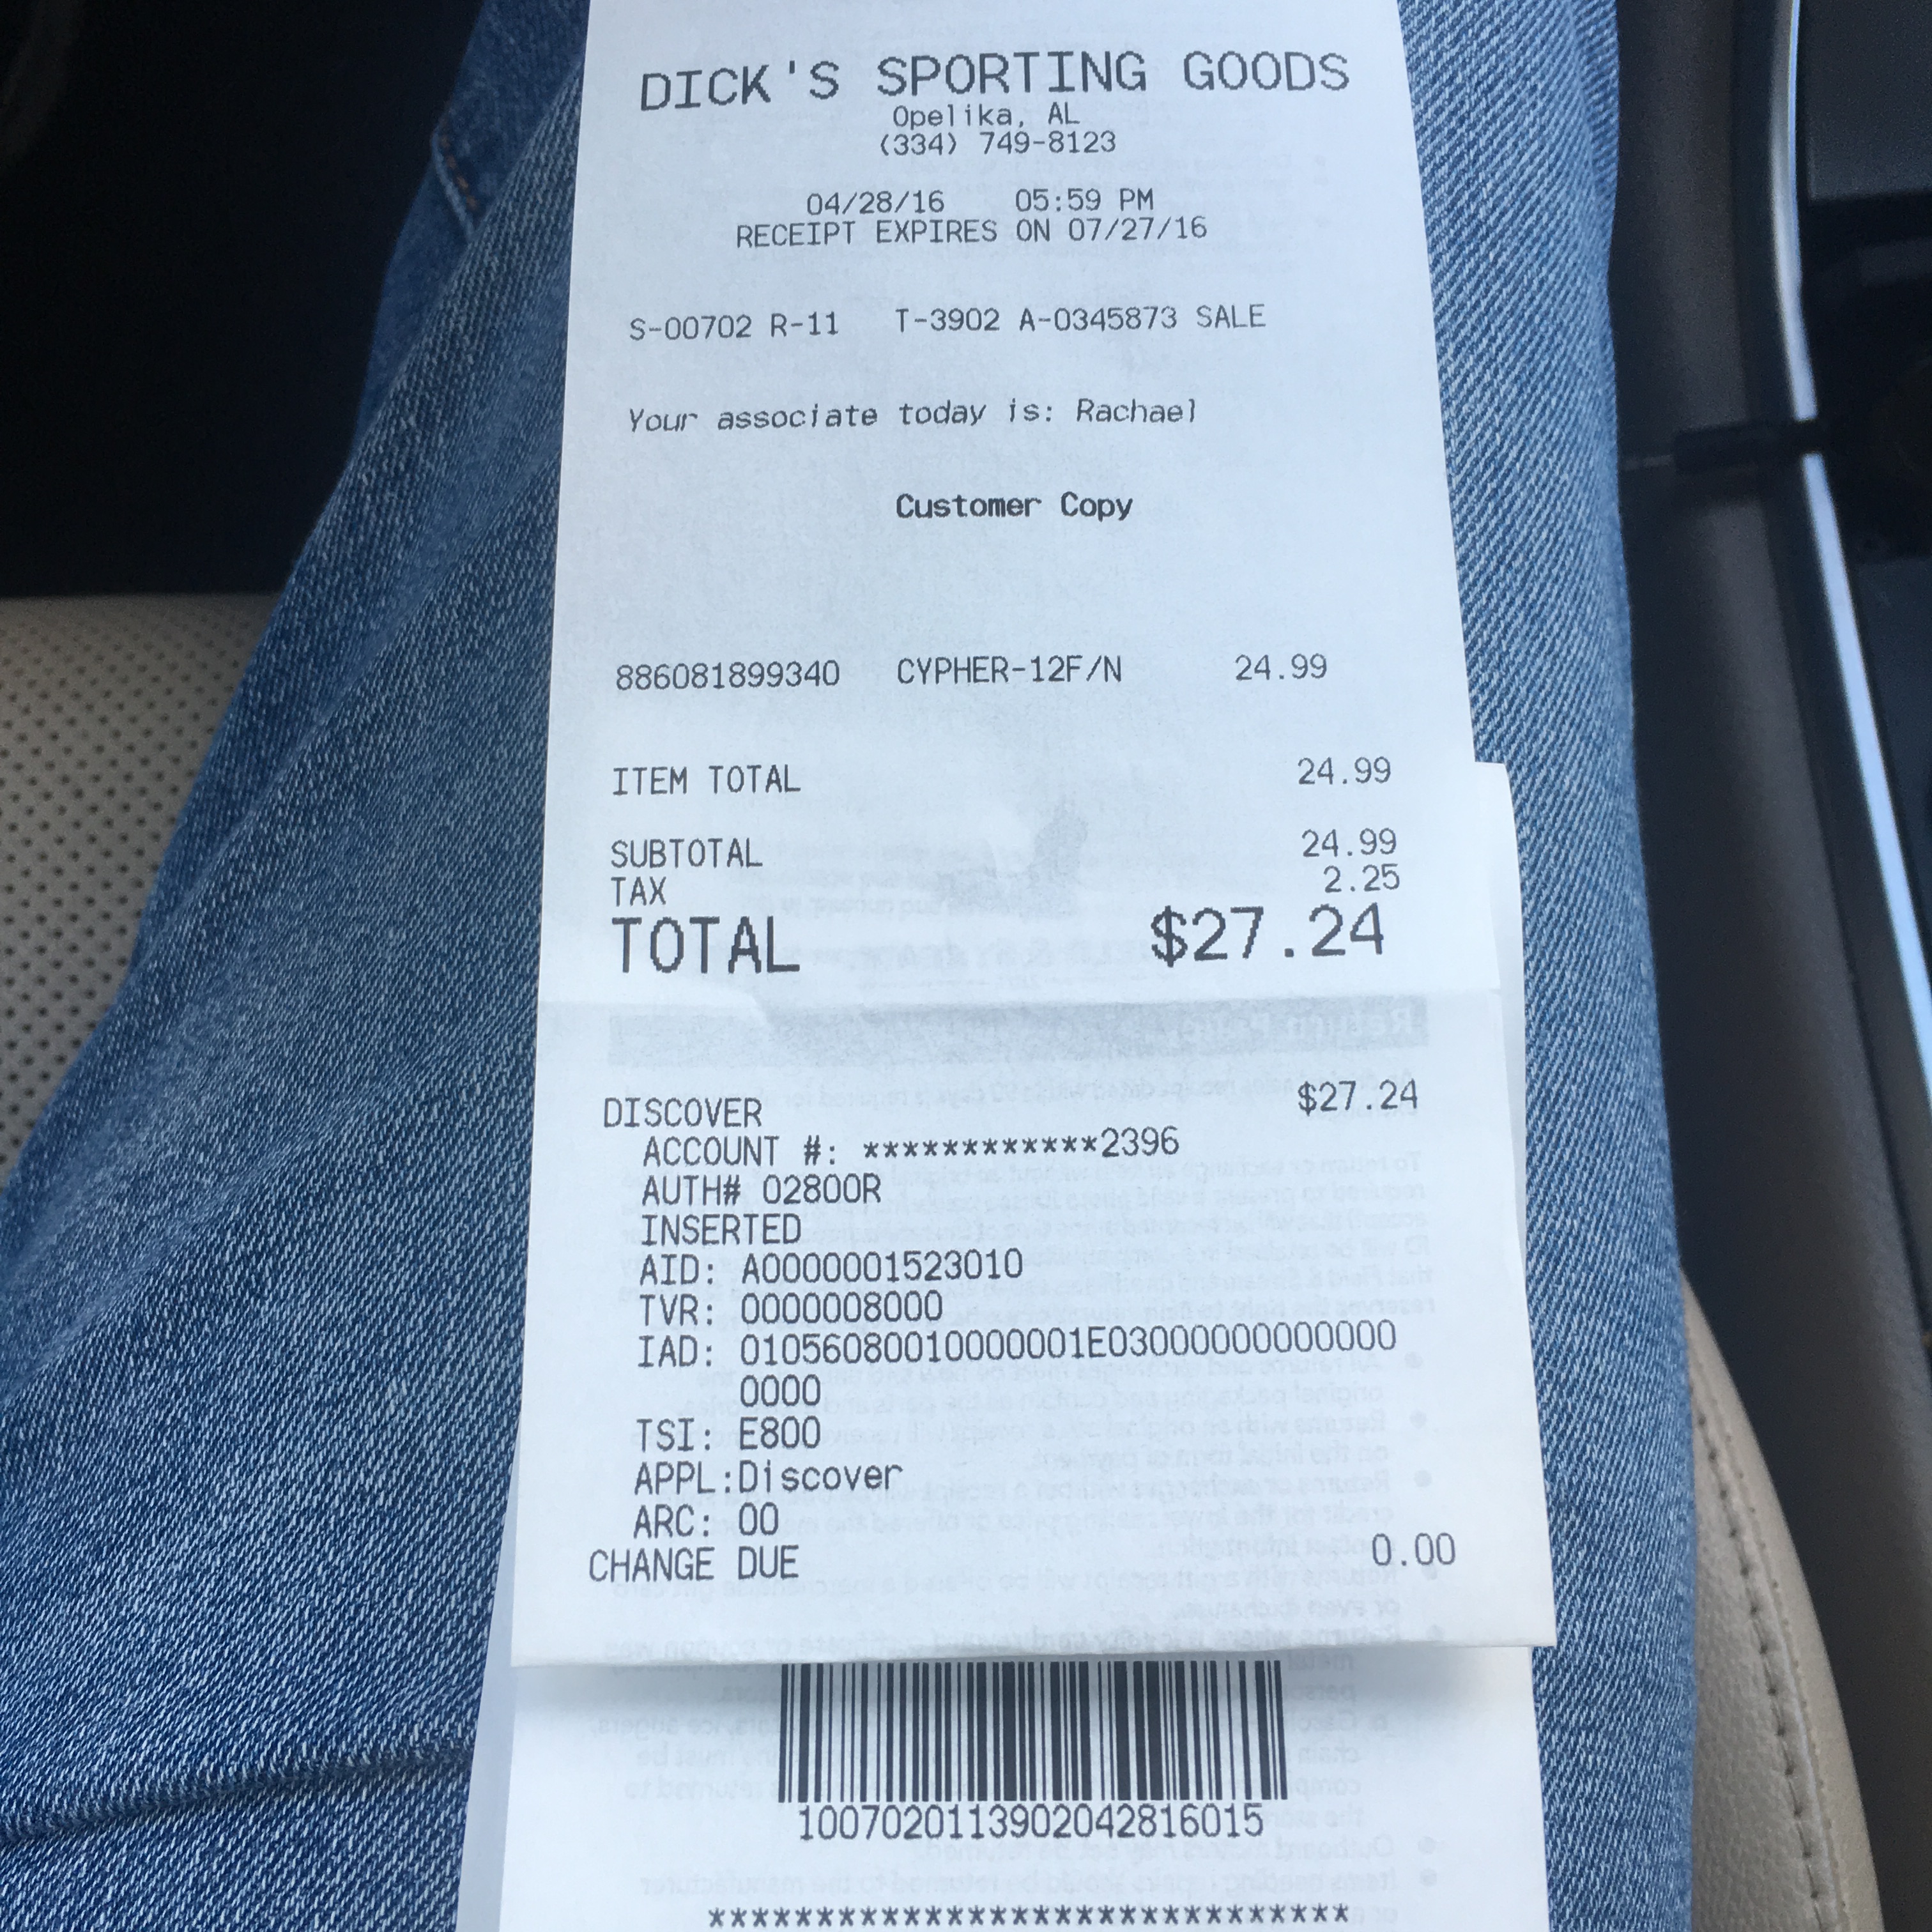 DICK'S SPORTING GOODS
Opelika, AL
(334) 749-8123
04/28/16 05:59 PM
RECEIPT EXPIRES ON 07/27/16
S-00702 R-11 T-3902 A-0345873 SALE
Your associate today is: Rachael
Customer Copy
886081899340 CYPHER-12F/N 24.99
ITEM TOTAL 24.99
SUBTOTAL 24.99
TAX 2.25
TOTAL $27.24
DISCOVER $27.24
ACCOUNT #: ************2396
AUTH# 02800R
INSERTED
AID: A0000001523010
TVR: 0000008000
IAD: 01056080010000001E03000000000000
0000
TSI: E800
APPL:Discover
ARC: 00
CHANGE DUE 0.00
10070201139020428​16015
*******************************